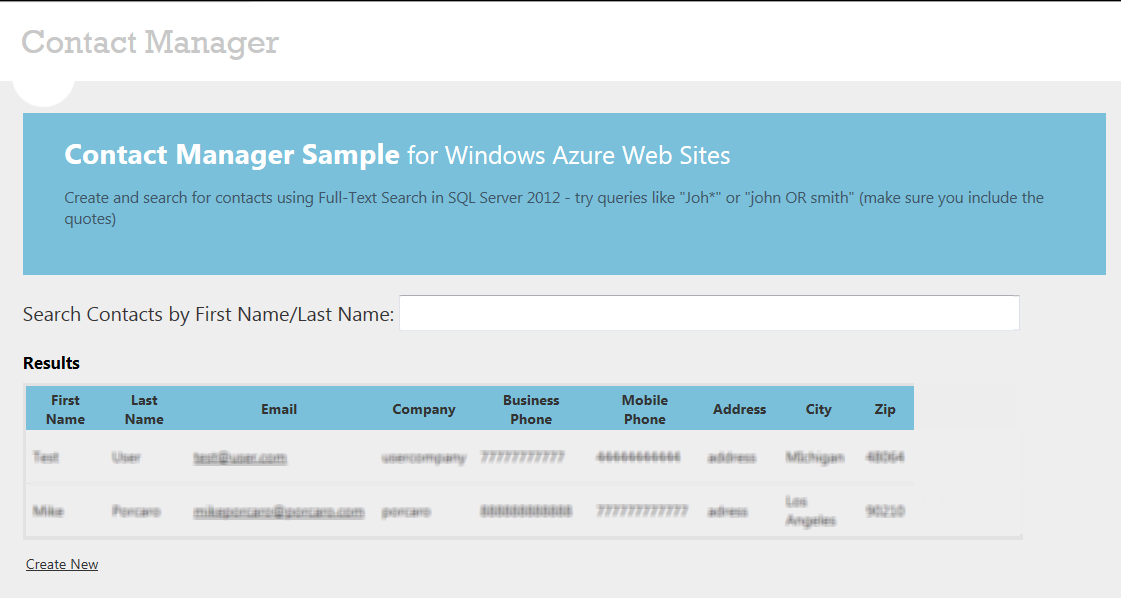 Contact Manager
Contact Manager Sample for Windows Azure Web Sites
Create and search for contacts using Full-Text Search in SQL Server 2012 - try queries like "Joh*" or "john OR smith" (make sure you include the
quotes)
Search Contacts by First Name/Last Name:
Results
First Name Last Name Email Company Business Phone Mobile Phone Address City Zip
Test User test@user.com usercompany address Michigan 48064
Mike Porcaro mikeporcaro@porcaro.com porcaro adress Los Angeles 90210
Create New